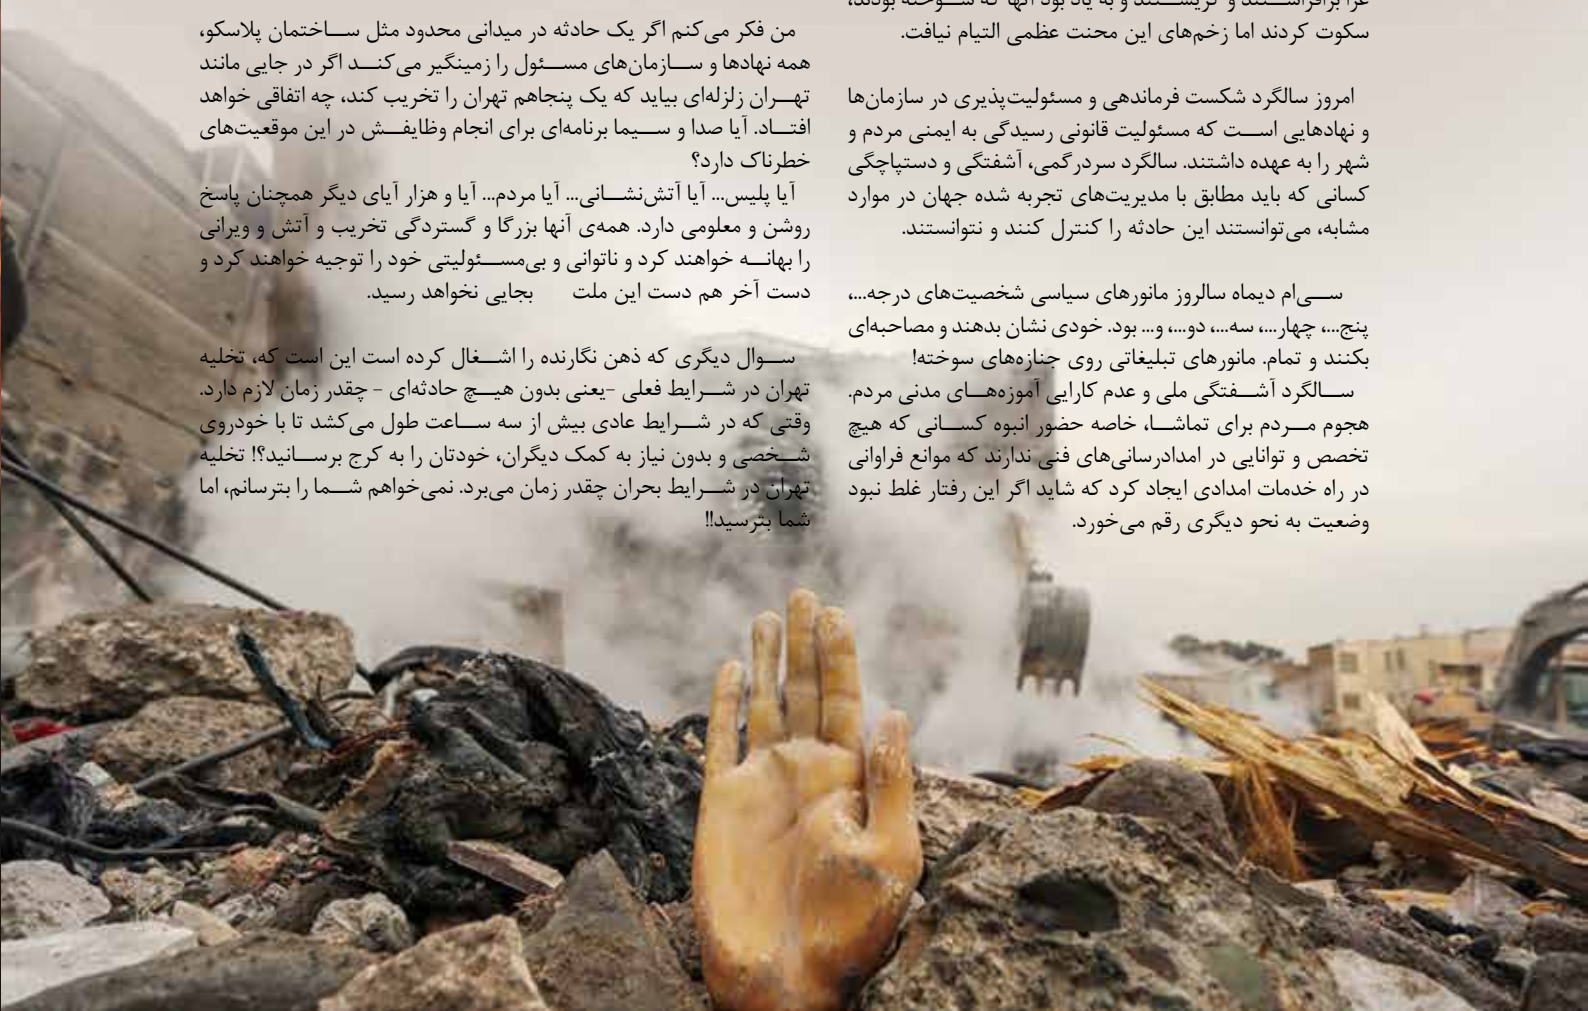 عزا برافراشتند و گریستند و به یاد بود آنها که سوخته بودند،
سکوت کردند اما زخم‌های این محنت عظمی التیام نیافت.
امروز سالگرد شکست فرماندهی و مسئولیت‌پذیری در سازمان‌ها
و نهادهایی است که مسئولیت قانونی رسیدگی به ایمنی مردم و
شهر را به عهده داشتند. سالگرد سردرگمی، آشفتگی و دستپاچگی
کسانی که باید مطابق با مدیریت‌های تجربه شده جهان در موارد
مشابه، می‌توانستند این حادثه را کنترل کنند و نتوانستند.
سی‌ام دیماه سالروز مانورهای سیاسی شخصیت‌های درجه...،
پنج...، چهار...، سه...، دو...، و... بود. خودی نشان بدهند و مصاحبه‌ای
بکنند و تمام. مانورهای تبلیغاتی روی جنازه‌های سوخته!
سالگرد آشفتگی ملی و عدم کارایی آموزه‌های مدنی مردم.
هجوم مردم برای تماشا، خاصه حضور انبوه کسانی که هیچ
تخصص و توانایی در امدادرسانی‌های فنی ندارند که موانع فراوانی
در راه خدمات امدادی ایجاد کرد که شاید اگر این رفتار غلط نبود
وضعیت به نحو دیگری رقم می‌خورد.
من فکر می‌کنم اگر یک حادثه در میدانی محدود مثل ساختمان پلاسکو،
همه نهادها و سازمان‌های مسئول را زمینگیر می‌کند اگر در جایی مانند
تهران زلزله‌ای بیاید که یک پنجاهم تهران را تخریب کند، چه اتفاقی خواهد
افتاد. آیا صدا و سیما برنامه‌ای برای انجام وظایفش در این موقعیت‌های
خطرناک دارد؟
آیا پلیس... آیا آتش‌نشانی... آیا مردم... آیا و هزار آیای دیگر همچنان پاسخ
روشن و معلومی دارد. همه‌ی آنها بزرگا و گستردگی تخریب و آتش و ویرانی
را بهانه خواهند کرد و ناتوانی و بی‌مسئولیتی خود را توجیه خواهند کرد و
دست آخر هم دست این ملت بجایی نخواهد رسید.
سوال دیگری که ذهن نگارنده را اشغال کرده است این است که، تخلیه
تهران در شرایط فعلی -یعنی بدون هیچ حادثه‌ای - چقدر زمان لازم دارد.
وقتی که در شرایط عادی بیش از سه ساعت طول می‌کشد تا با خودروی
شخصی و بدون نیاز به کمک دیگران، خودتان را به کرج برسانید؟! تخلیه
تهران در شرایط بحران چقدر زمان می‌برد. نمی‌خواهم شما را بترسانم، اما
شما بترسید!!